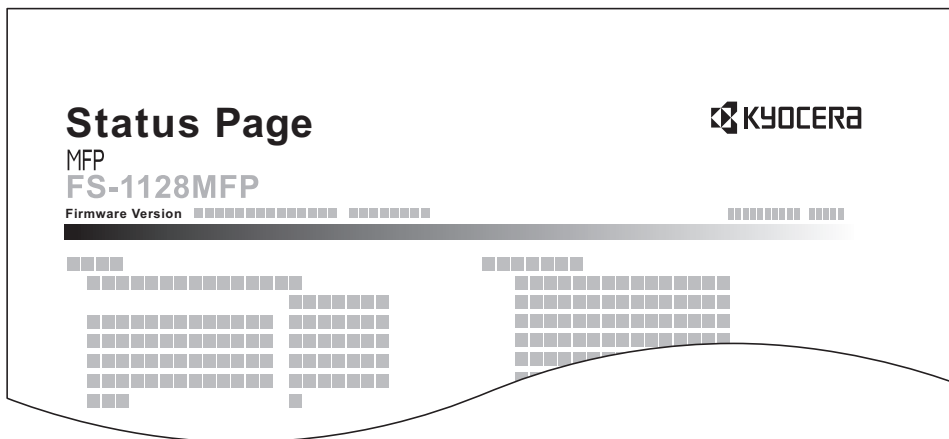 Status Page
KYOCERA
MFP
FS-1128MFP
Firmware Version